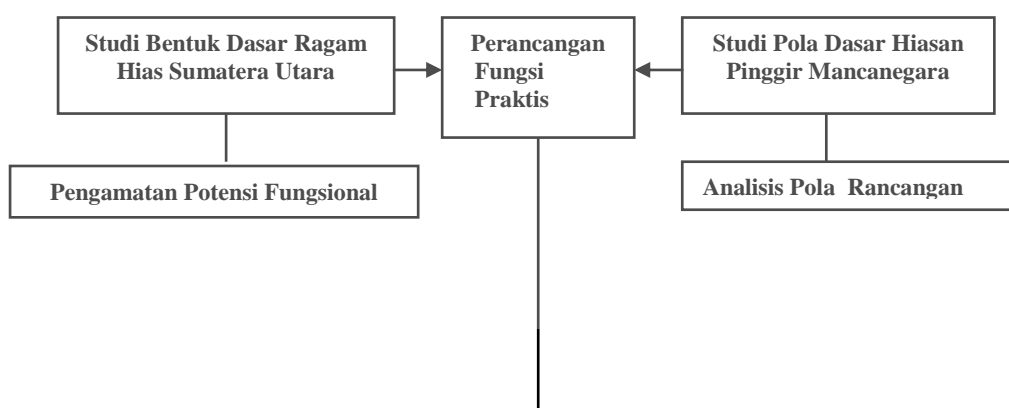 Studi Bentuk Dasar Ragam
Hias Sumatera Utara
Perancangan
Fungsi
Praktis
Studi Pola Dasar Hiasan
Pinggir Mancanegara
Pengamatan Potensi Fungsional
Analisis Pola Rancangan